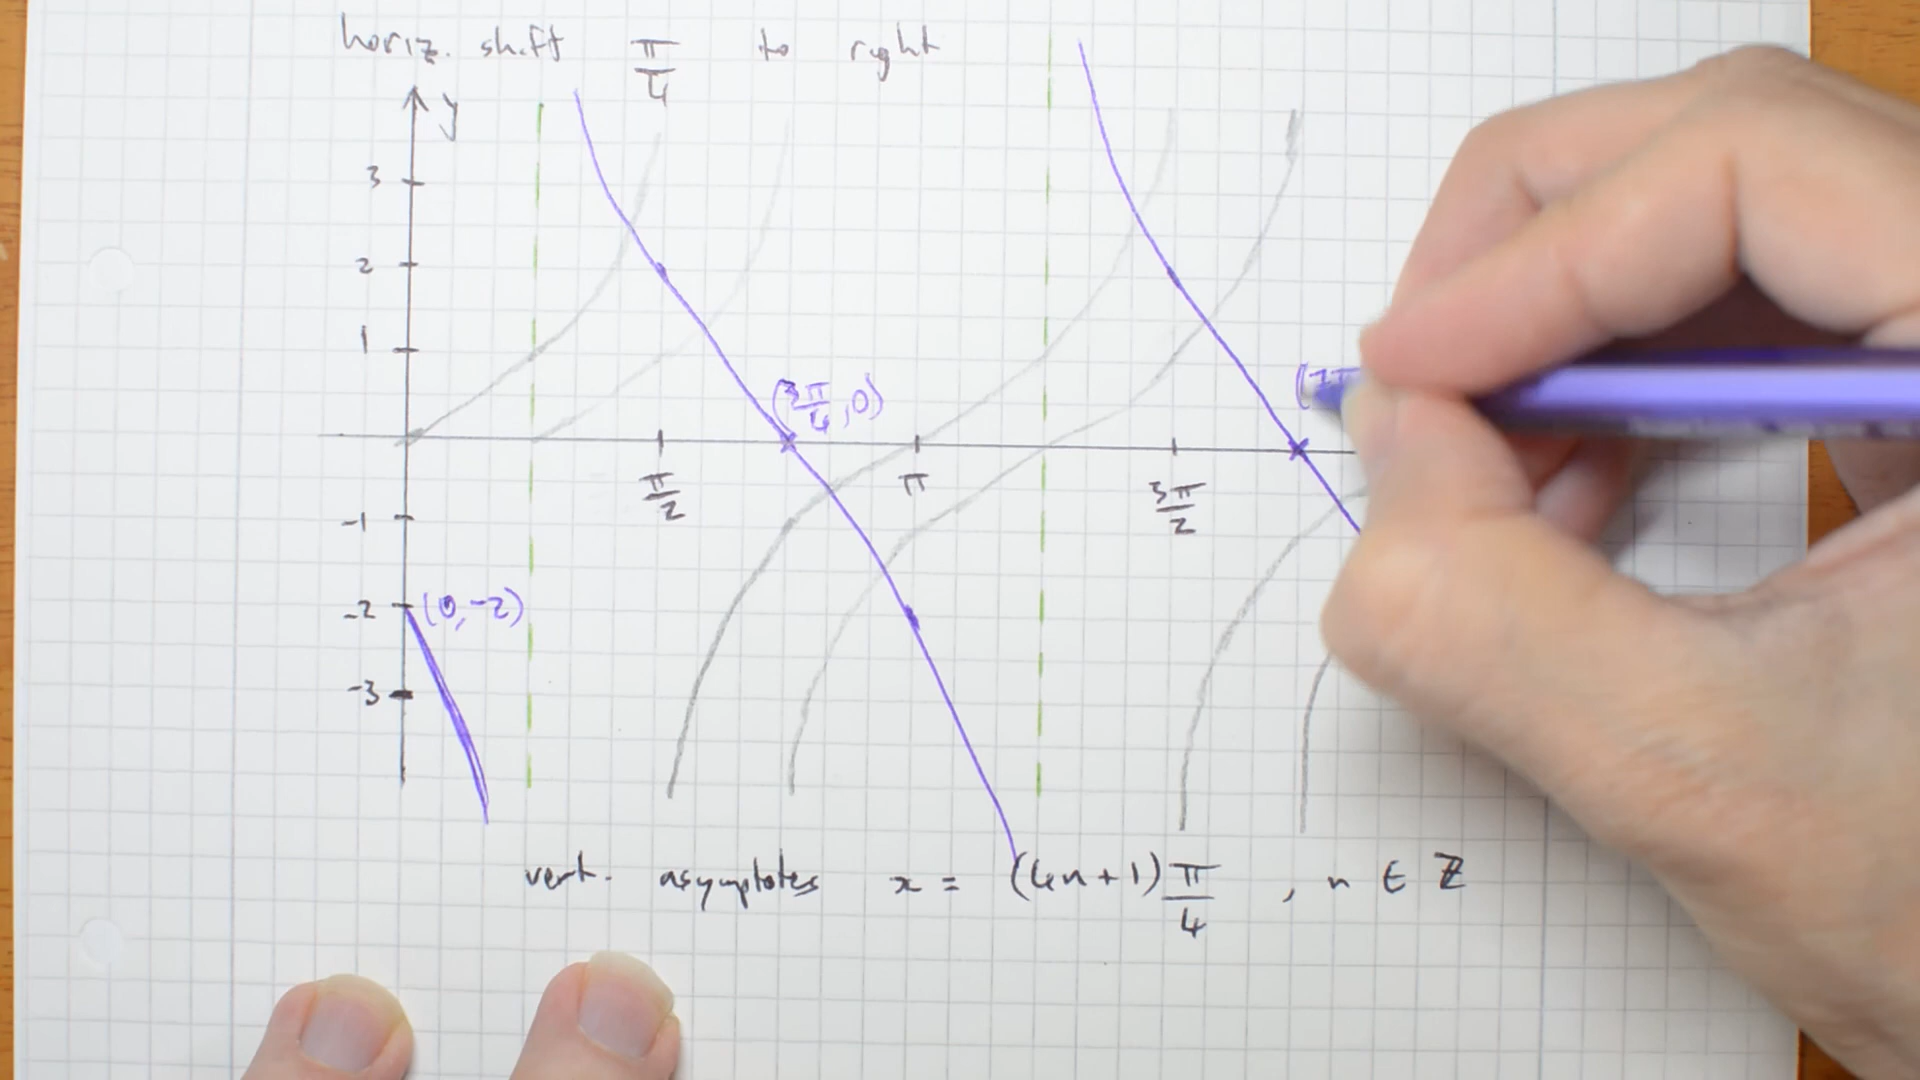 horiz. shift π/4 to right
y
3
2
1
(3π/4, 0)
(7π
π/2
π
3π/2
-1
-2 (0, -2)
-3
vert. asymptotes x = (4n+1) π/4 , n ∈ ℤ